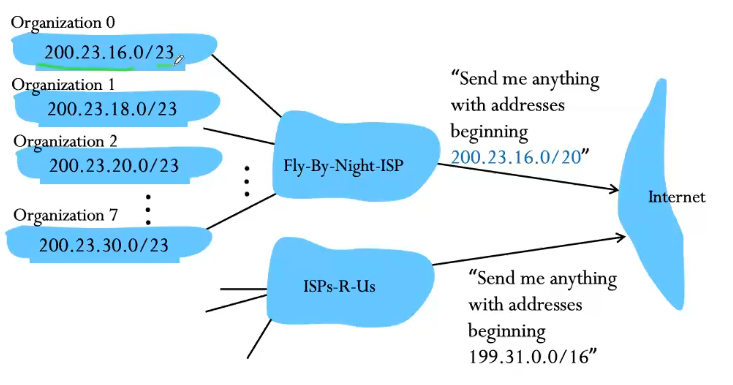 Organization 0
200.23.16.0/23
Organization 1
200.23.18.0/23
Organization 2
200.23.20.0/23
Organization 7
200.23.30.0/23
Fly-By-Night-ISP
"Send me anything
with addresses
beginning
200.23.16.0/20"
Internet
ISPs-R-Us
"Send me anything
with addresses
beginning
199.31.0.0/16"